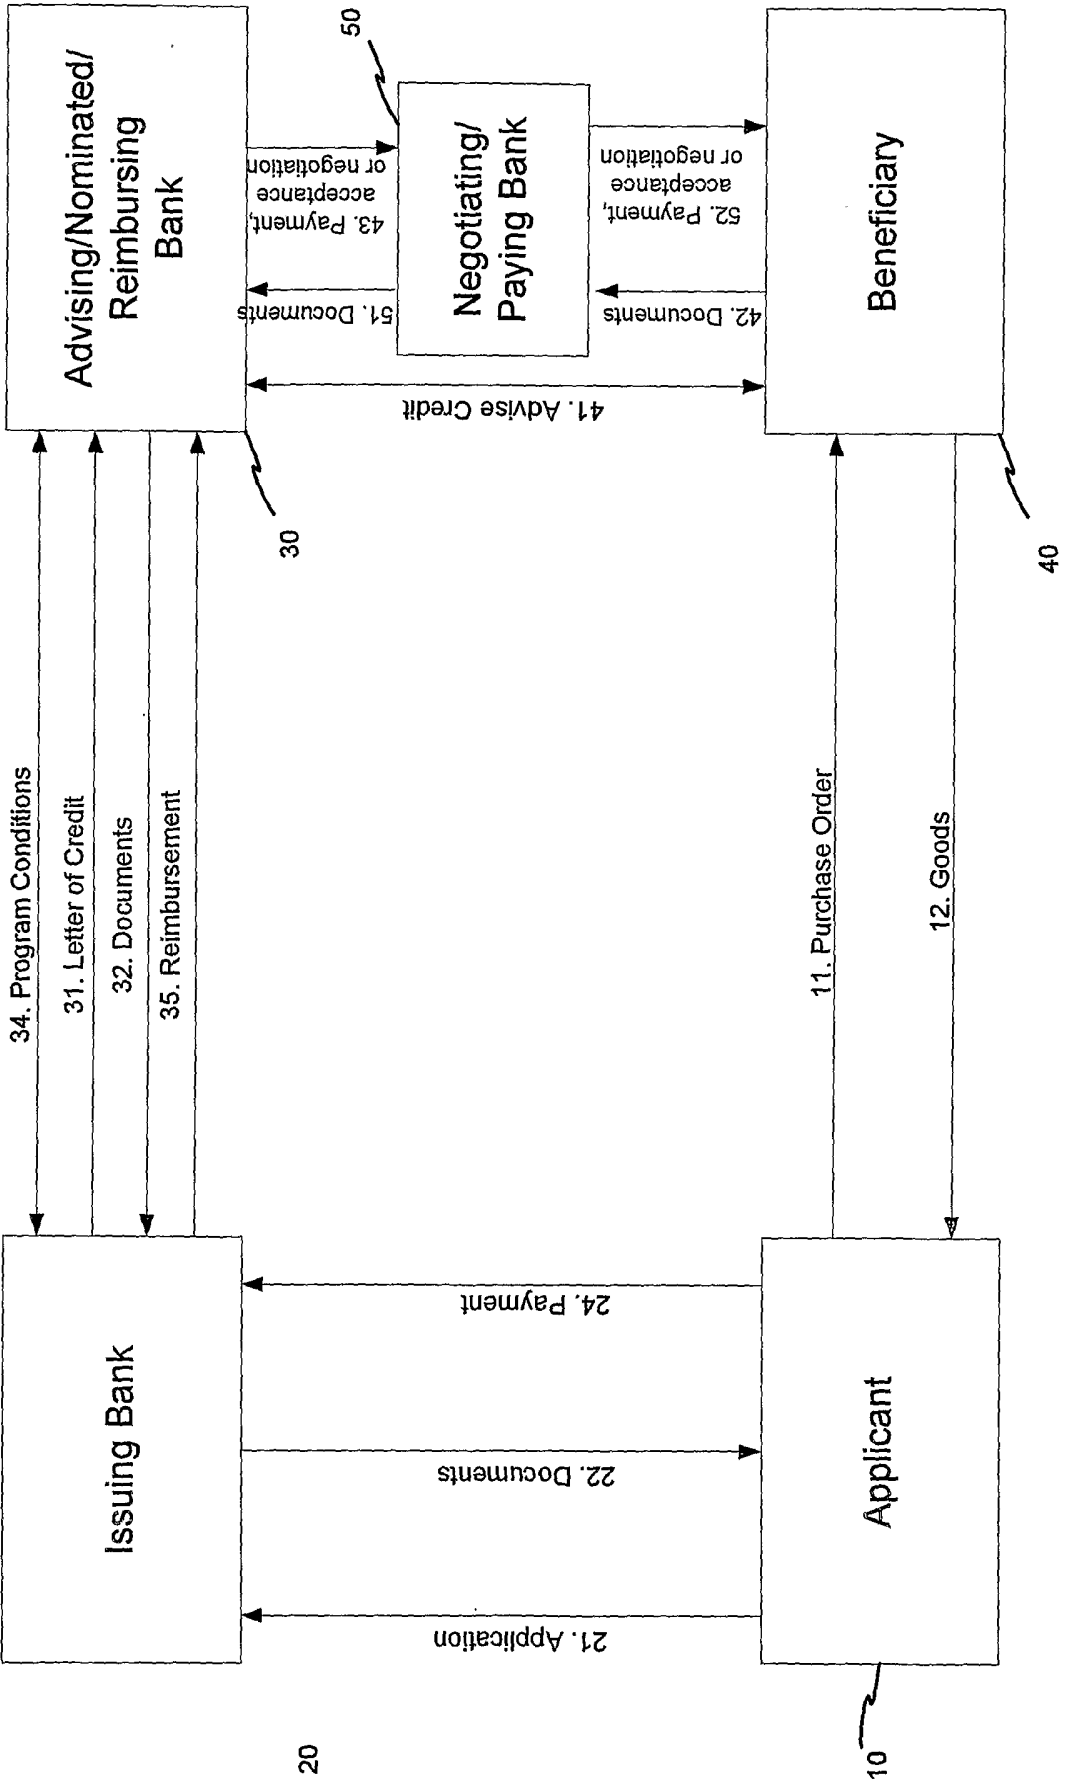 Issuing Bank
20
34. Program Conditions
31. Letter of Credit
32. Documents
35. Reimbursement
Advising/Nominated/
Reimbursing
Bank
30
21. Application
22. Documents
24. Payment
41. Advise Credit
51. Documents
43. Payment,
acceptance
or negotiation
50
Negotiating/
Paying Bank
42. Documents
52. Payment,
acceptance
or negotiation
Applicant
10
11. Purchase Order
12. Goods
Beneficiary
40